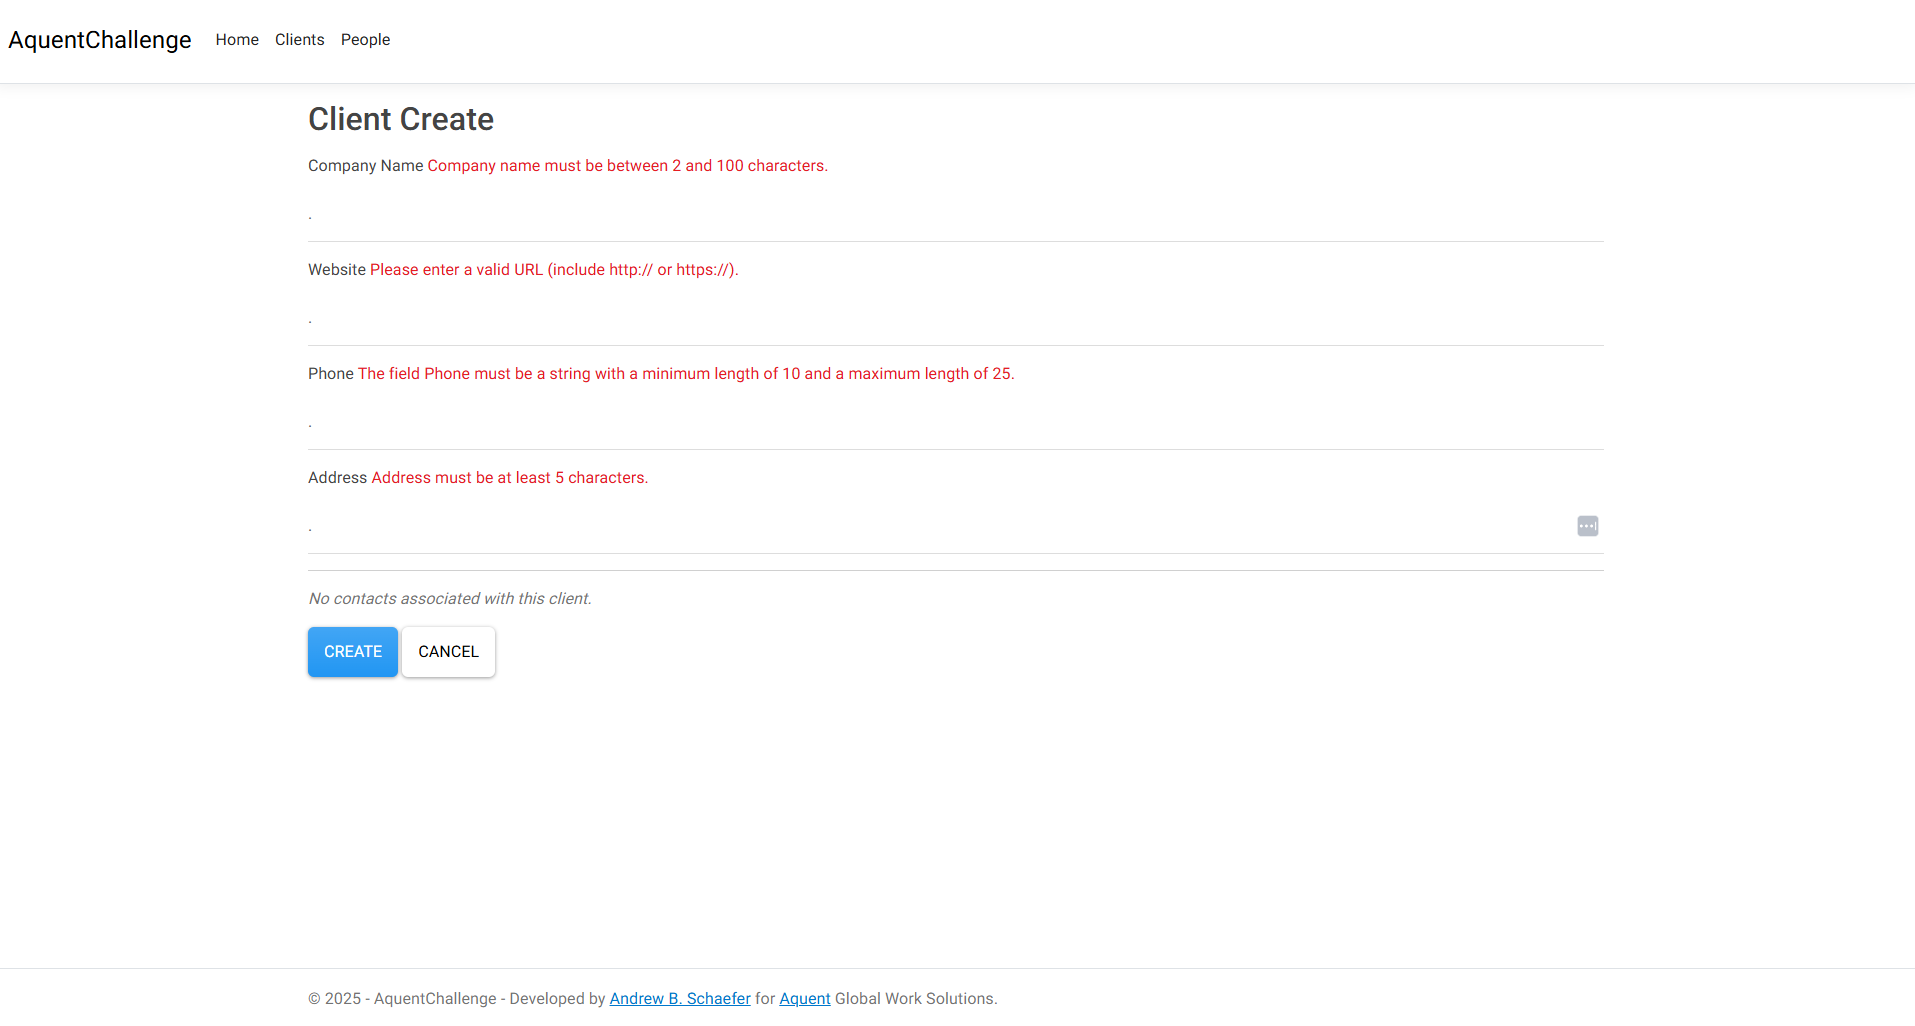 AquentChallenge Home Clients People
Client Create
Company Name Company name must be between 2 and 100 characters.
.
Website Please enter a valid URL (include http:// or https://).
.
Phone The field Phone must be a string with a minimum length of 10 and a maximum length of 25.
.
Address Address must be at least 5 characters.
.
No contacts associated with this client.
CREATE CANCEL
© 2025 - AquentChallenge - Developed by Andrew B. Schaefer for Aquent Global Work Solutions.